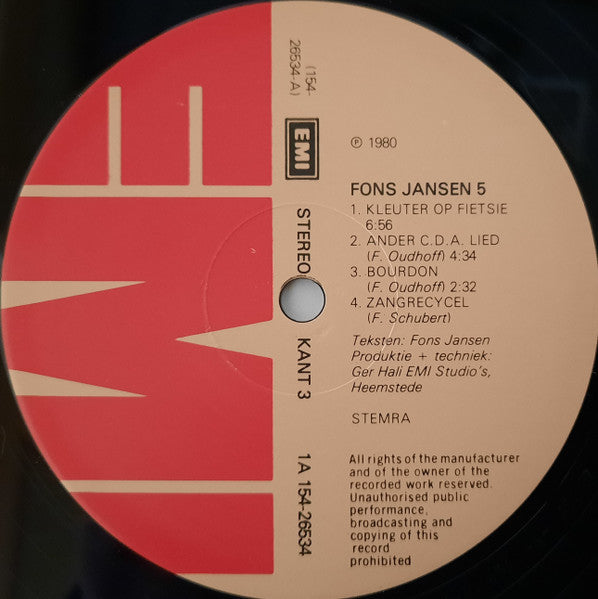 EMI
(154-
26534-A)
EMI
STEREO
KANT 3
1A 154-26534
℗ 1980
FONS JANSEN 5
1. KLEUTER OP FIETSIE
6:56
2. ANDER C.D.A. LIED
(F. Oudhoff) 4:34
3. BOURDON
(F. Oudhoff) 2:32
4. ZANGRECYCEL
(F. Schubert)
Teksten: Fons Jansen
Produktie + techniek:
Ger Hali EMI Studio's,
Heemstede
STEMRA
All rights of the manufacturer
and of the owner of the
recorded work reserved.
Unauthorised public
performance,
broadcasting and
copying of this
record
prohibited